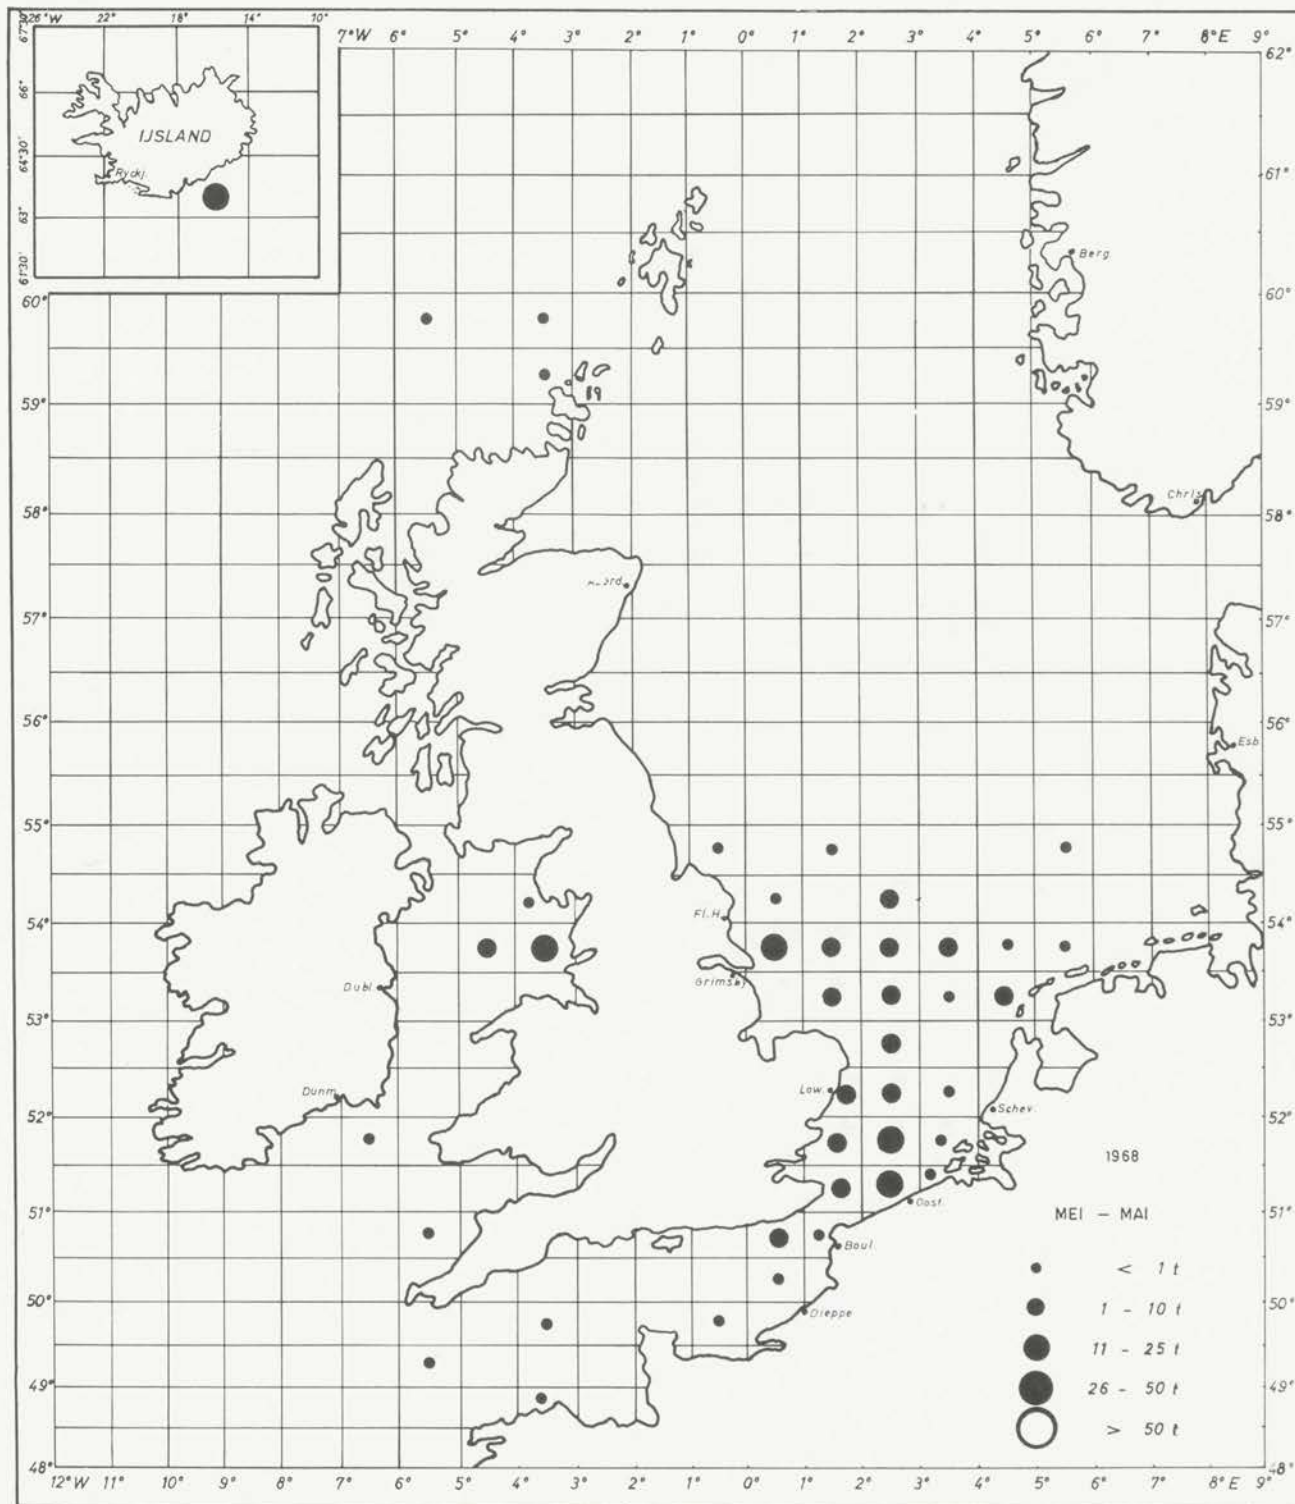 26°W 22° 18° 14° 10°
7°W 6° 5° 4° 3° 2° 1° 0° 1° 2° 3° 4° 5° 6° 7° 8°E 9°
66°
64°30'
63°
61°30'
IJSLAND
Ryckj.
62°
61°
61°
60°
60°
59°
59°
58°
58°
57°
57°
56°
56°
55°
55°
54°
54°
53°
53°
52°
52°
51°
51°
50°
50°
49°
49°
48°
48°
Berg.
Chris
Esb
Fl.H.
Grimsby
Dubl.
Dunm.
Low.
Schev.
Oost.
Boul.
Dieppe
1968
MEI – MAI
< 1 t
1 - 10 t
11 - 25 t
26 - 50 t
> 50 t
12°W 11° 10° 9° 8° 7° 6° 5° 4° 3° 2° 1° 0° 1° 2° 3° 4° 5° 6° 7° 8°E 9°